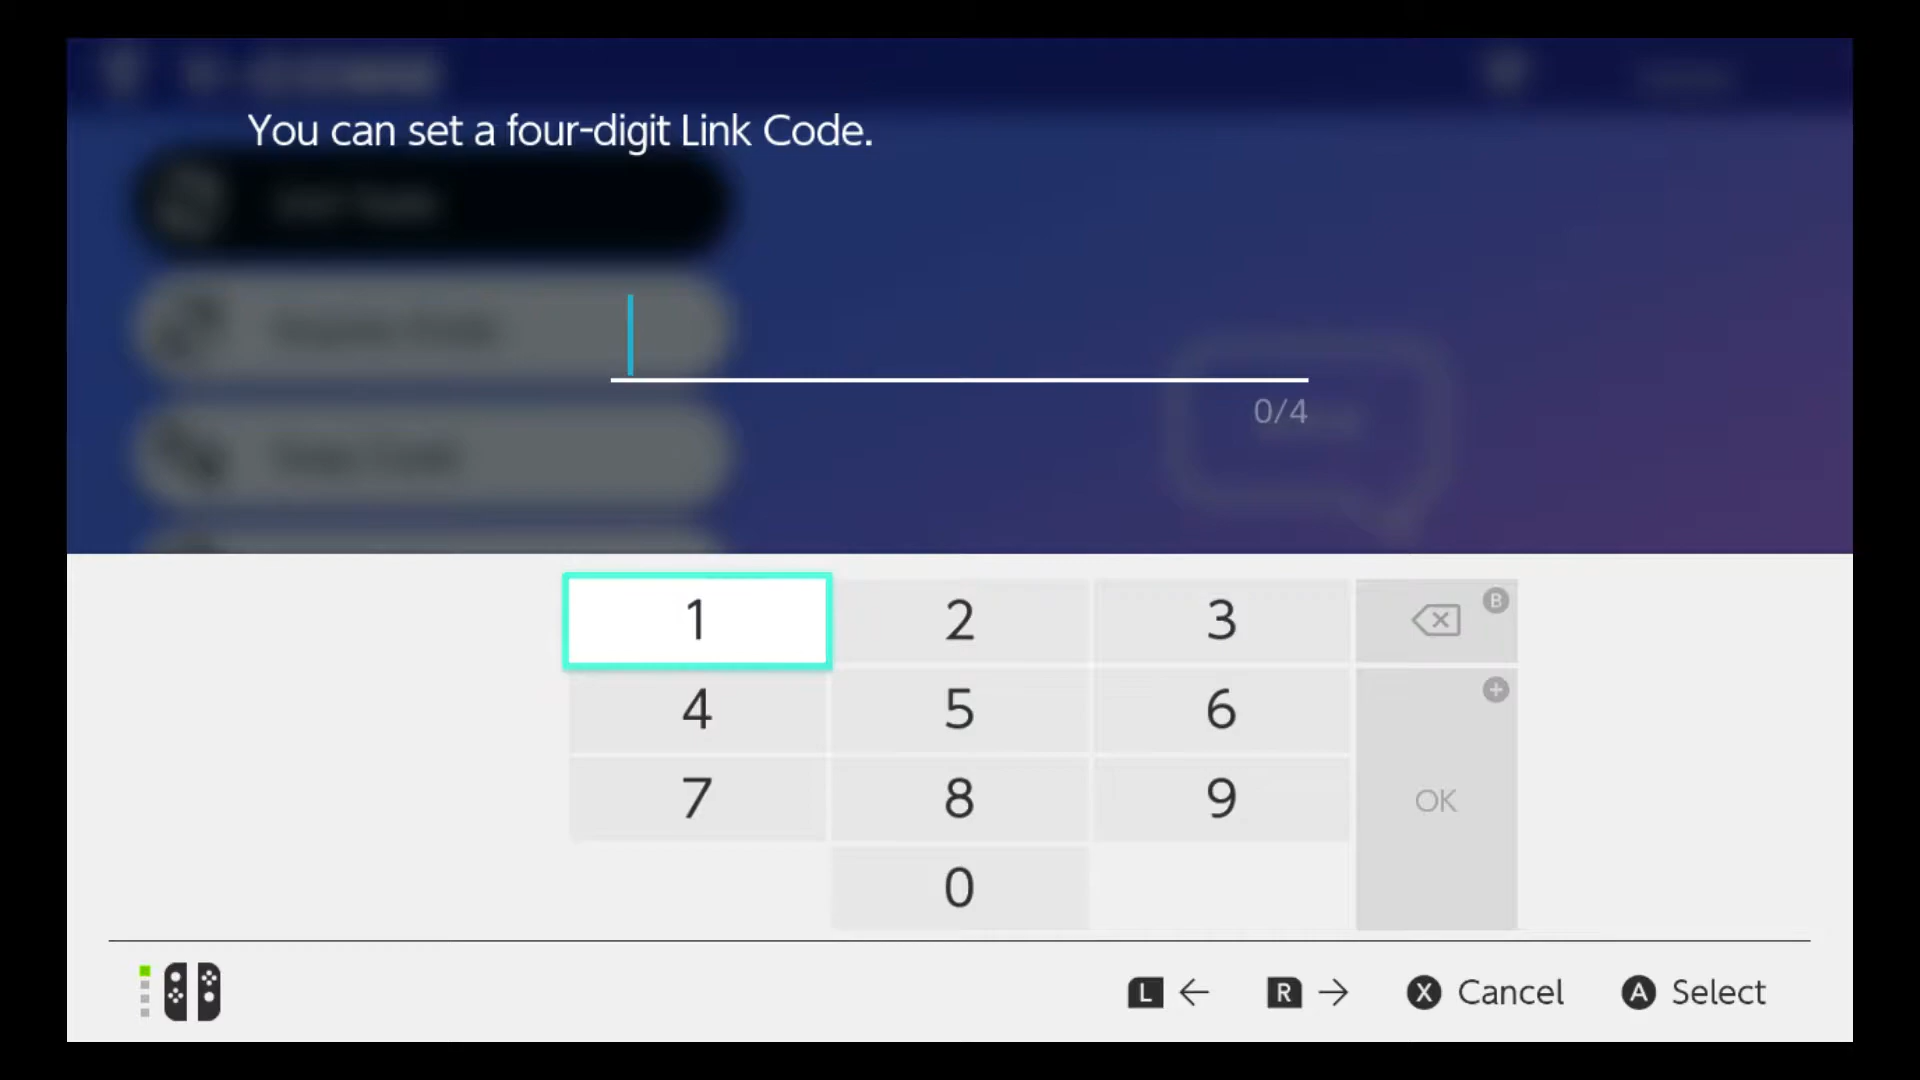 You can set a four-digit Link Code.
0/4
1 2 3 B
4 5 6 +
7 8 9 OK
0
L ← R → X Cancel A Select